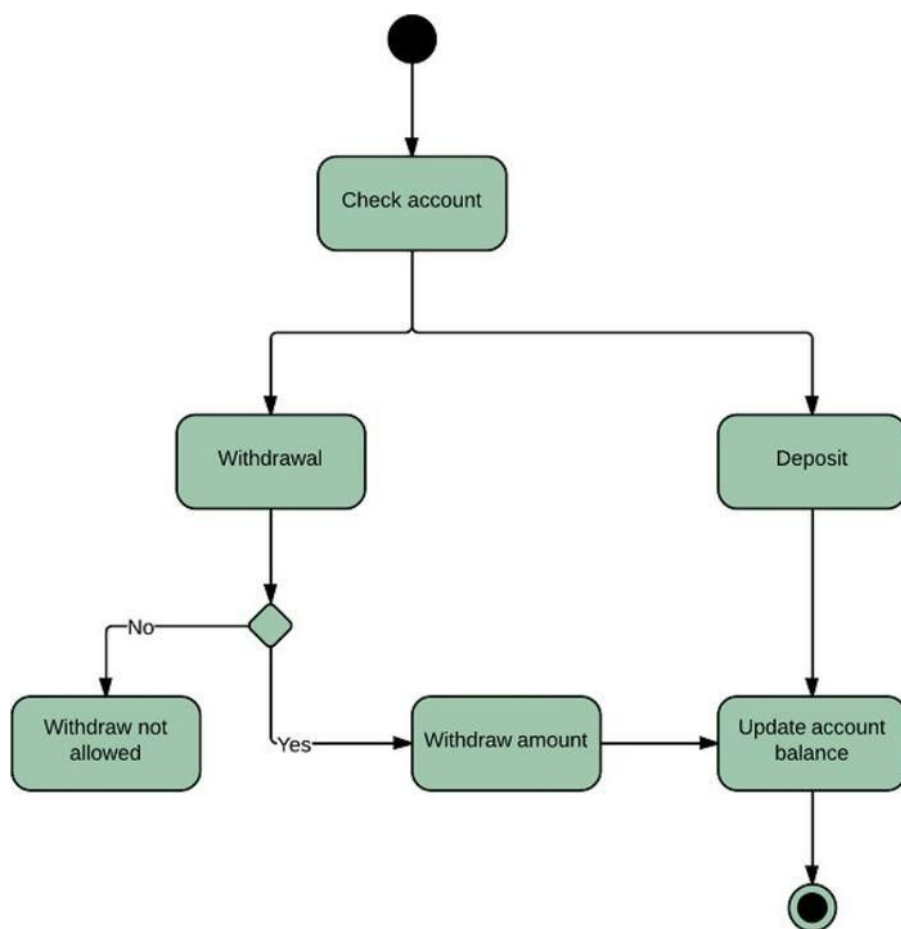 Check account
Withdrawal
Deposit
No
Withdraw not
allowed
Yes
Withdraw amount
Update account
balance